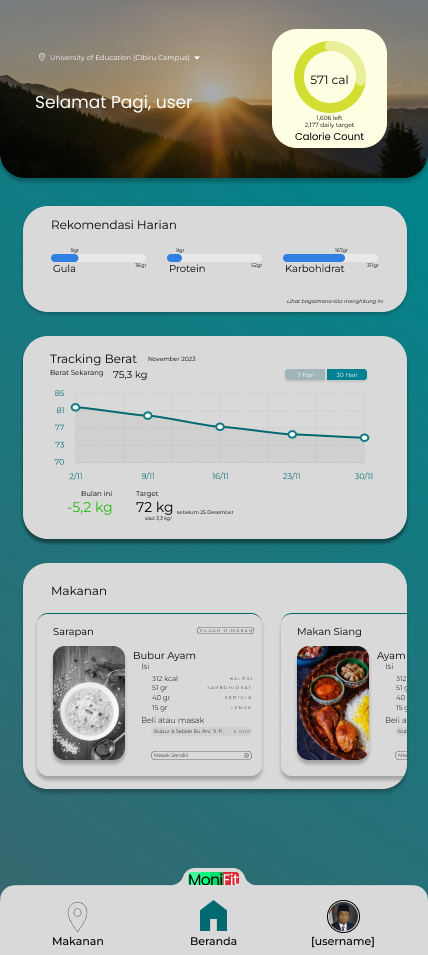 University of Education (Cibiru Campus)
Selamat Pagi, user
571 cal
1,606 left
2,177 daily target
Calorie Count
Rekomendasi Harian
9gr
36gr
Gula
9gr
52gr
Protein
167gr
311gr
Karbohidrat
Lihat bagaimana kita menghitung ini
Tracking Berat
November 2023
Berat Sekarang
75,3 kg
7 Hari
30 Hari
85
81
77
73
70
2/11
9/11
16/11
23/11
30/11
Bulan ini
-5,2 kg
Target
72 kg
sebelum 25 Desember
sisa 3,3 kg!
Makanan
Sarapan
SUDAH DIMAKAN
Bubur Ayam
Isi
312 kcal
KALORI
51 gr
KARBOHIDRAT
40 gr
PROTEIN
15 gr
LEMAK
Beli atau masak
Bubur & Seblak Bu Ani, Jl. P...
6.000
Masak Sendiri
Makan Siang
Ayam
Isi
312
51 g
40 g
15 g
Beli
Bub
Mas
MoniFit
Makanan
Beranda
[username]